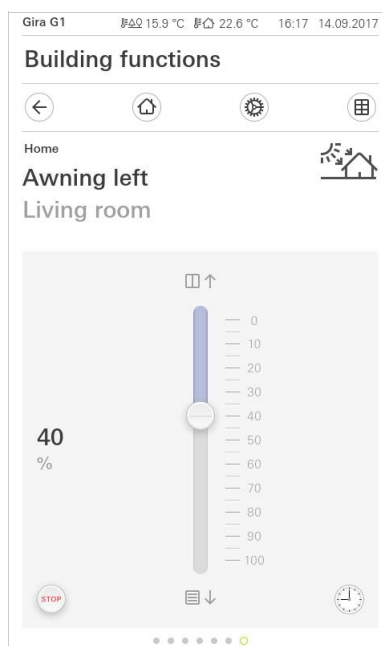 Gira G1 15.9 °C 22.6 °C 16:17 14.09.2017
Building functions
Home
Awning left
Living room
0
10
20
30
40
40
50
%
60
70
80
90
100
STOP